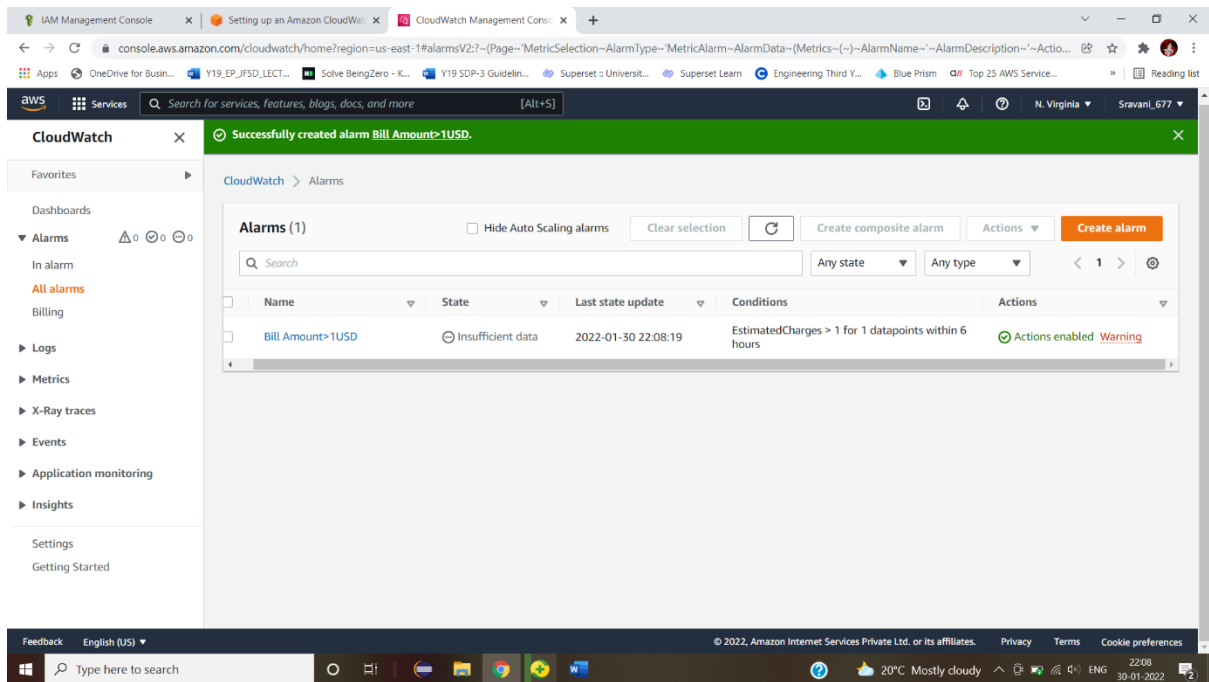 IAM Management Console
Setting up an Amazon CloudWat
CloudWatch Management Conso
console.aws.amazon.com/cloudwatch/home?region=us-east-1#alarmsV2:?~(Page~'MetricSelection~AlarmType~'MetricAlarm~AlarmData~(Metrics~(~)~AlarmName~'~AlarmDescription~'~Actio...
Apps OneDrive for Busin... Y19_EP_JFSD_LECT... Solve BeingZero - K... Y19 SDP-3 Guidelin... Superset :: Universit... Superset Learn Engineering Third Y... Blue Prism Top 25 AWS Service... » Reading list
aws Services Search for services, features, blogs, docs, and more [Alt+S] N. Virginia Sravani_677
CloudWatch
Successfully created alarm Bill Amount>1USD.
Favorites
CloudWatch > Alarms
Dashboards
Alarms 0 0 0
In alarm
All alarms
Billing
Logs
Metrics
X-Ray traces
Events
Application monitoring
Insights
Settings
Getting Started
Alarms (1) Hide Auto Scaling alarms Clear selection Create composite alarm Actions Create alarm
Search Any state Any type < 1 >
Name State Last state update Conditions Actions
Bill Amount>1USD Insufficient data 2022-01-30 22:08:19 EstimatedCharges > 1 for 1 datapoints within 6 Actions enabled Warning
hours
Feedback English (US) © 2022, Amazon Internet Services Private Ltd. or its affiliates. Privacy Terms Cookie preferences
Type here to search 20°C Mostly cloudy ENG 22:08
30-01-2022 2